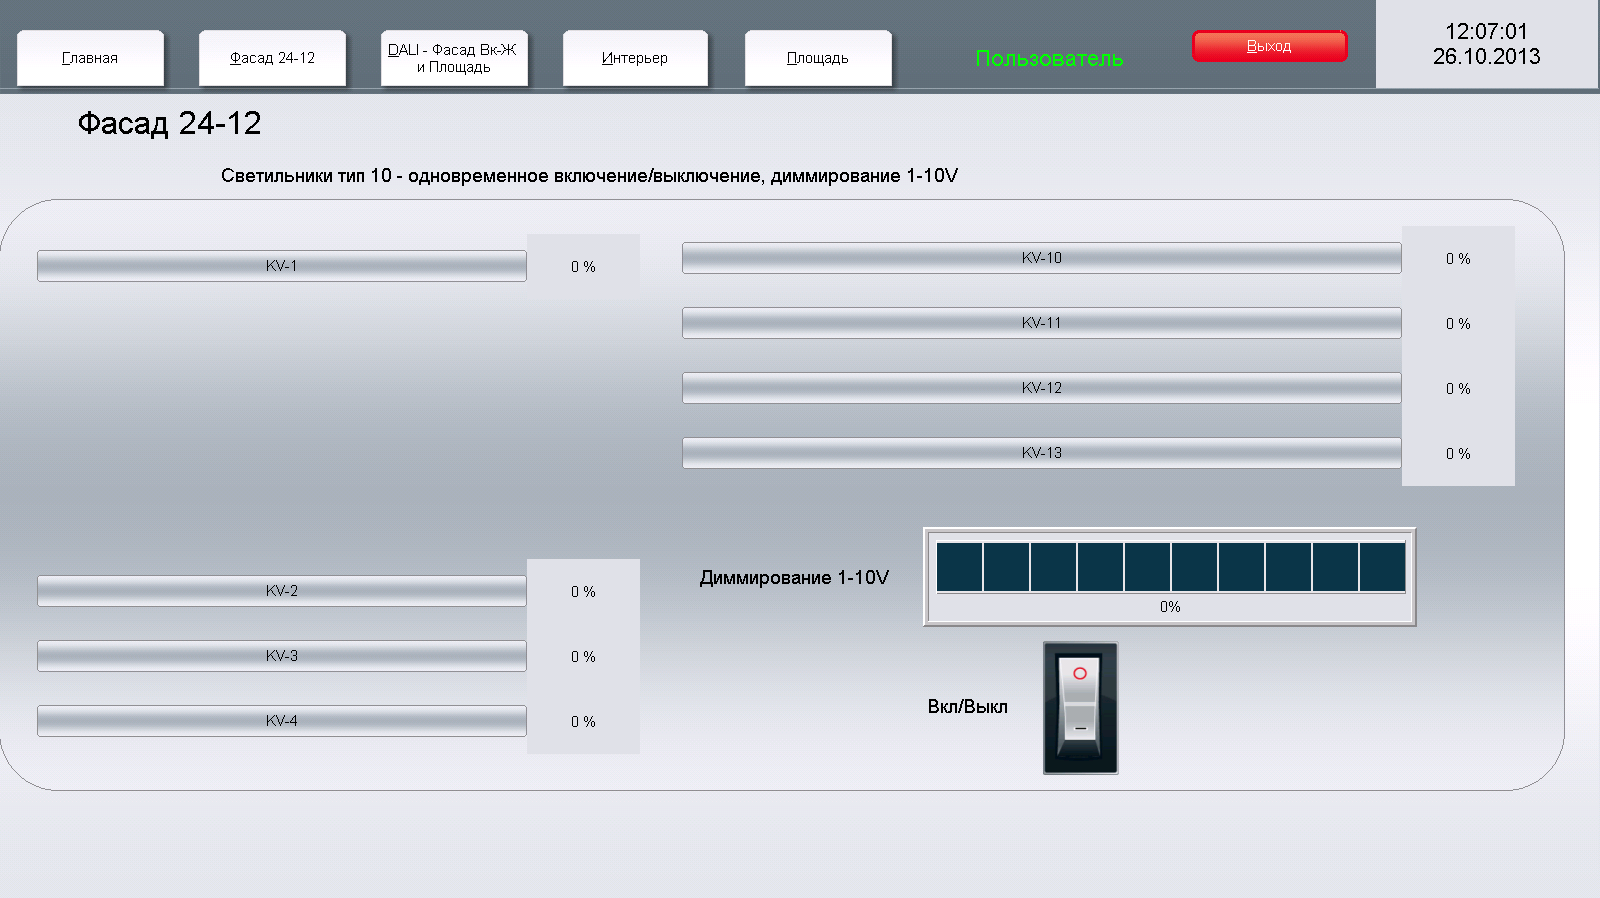 Главная
Фасад 24-12
DALI - Фасад Вк-Ж
и Площадь
Интерьер
Площадь
Пользователь
Выход
12:07:01
26.10.2013
Фасад 24-12
Светильники тип 10 - одновременное включение/выключение, диммирование 1-10V
KV-1
0 %
KV-10
0 %
KV-11
0 %
KV-12
0 %
KV-13
0 %
KV-2
0 %
KV-3
0 %
KV-4
0 %
Диммирование 1-10V
0%
Вкл/Выкл